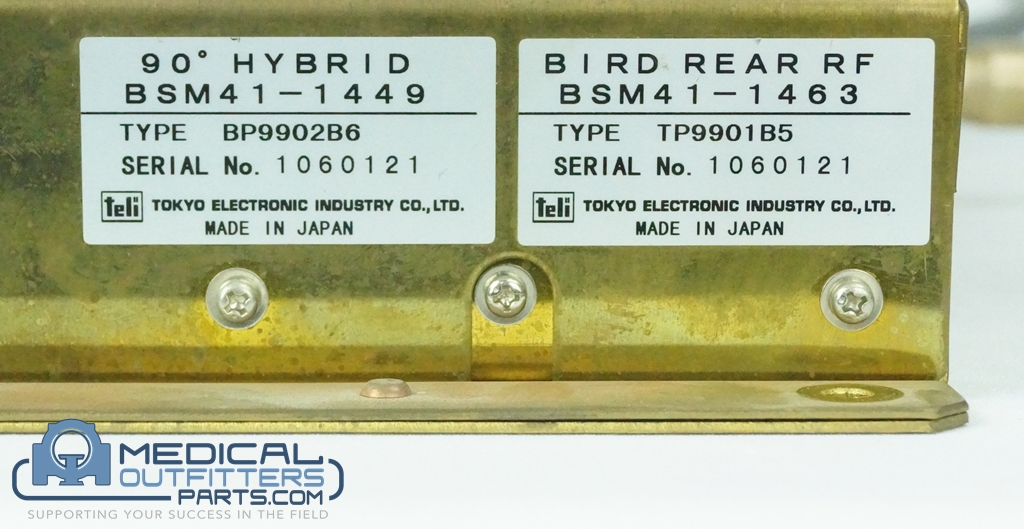 90° HYBRID
BSM41-1449
TYPE BP9902B6
SERIAL No. 1060121
teli TOKYO ELECTRONIC INDUSTRY CO.,LTD.
MADE IN JAPAN
BIRD REAR RF
BSM41-1463
TYPE TP9901B5
SERIAL No. 1060121
teli TOKYO ELECTRONIC INDUSTRY CO.,LTD.
MADE IN JAPAN
MEDICAL
OUTFITTERS
PARTS.COM
SUPPORTING YOUR SUCCESS IN THE FIELD